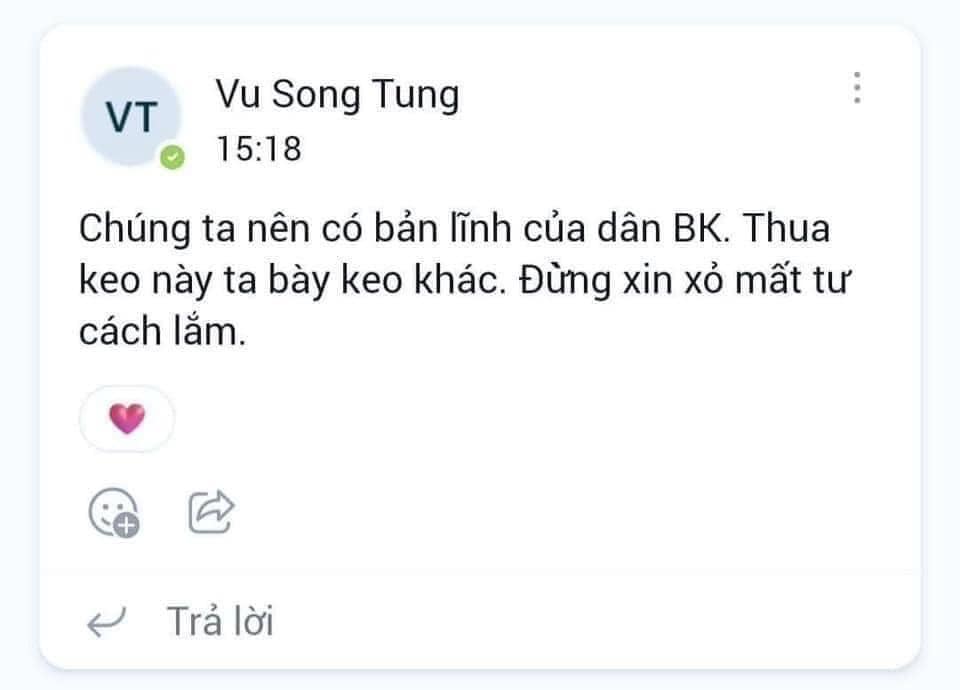 VT
Vu Song Tung
15:18
Chúng ta nên có bản lĩnh của dân BK. Thua
keo này ta bày keo khác. Đừng xin xỏ mất tư
cách lắm.
Trả lời